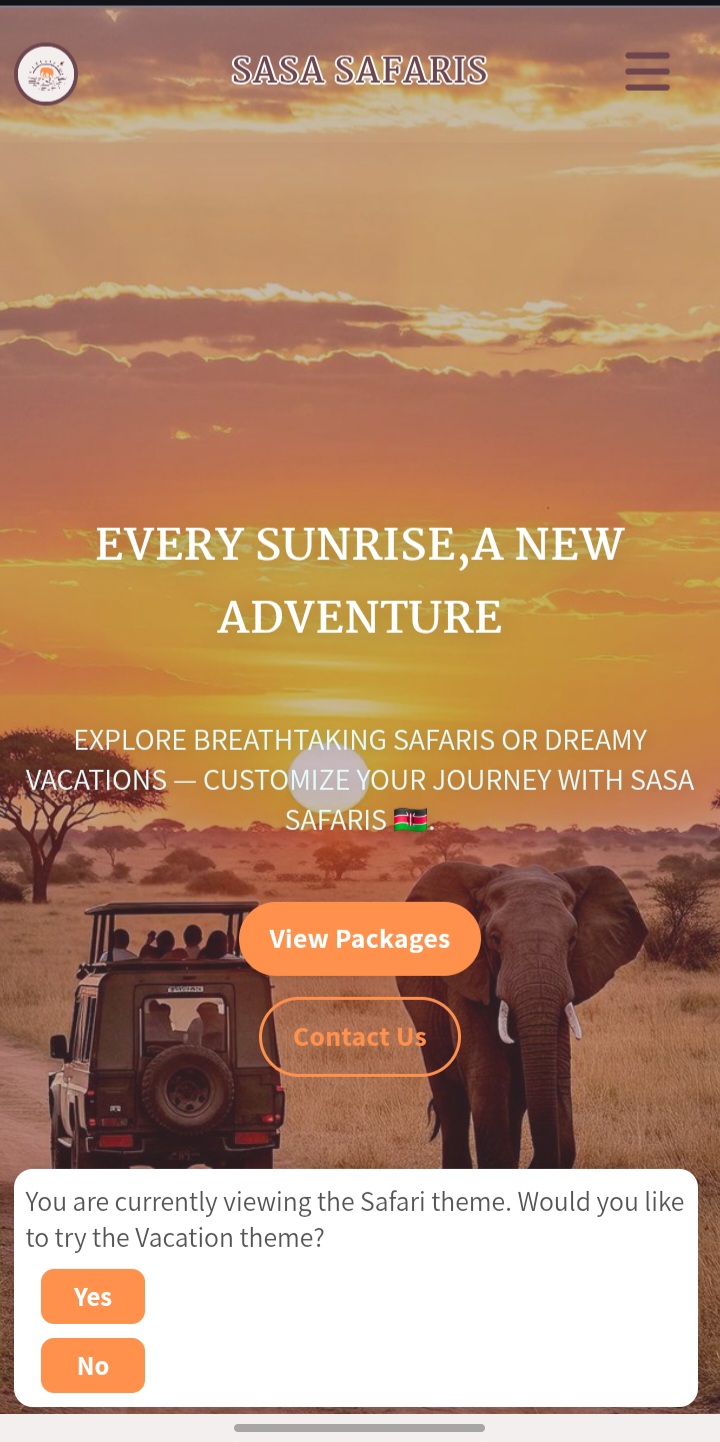 SASA SAFARIS
EVERY SUNRISE,A NEW
ADVENTURE
EXPLORE BREATHTAKING SAFARIS OR DREAMY
VACATIONS — CUSTOMIZE YOUR JOURNEY WITH SASA
SAFARIS 🇰🇪.
View Packages
Contact Us
You are currently viewing the Safari theme. Would you like
to try the Vacation theme?
Yes
No